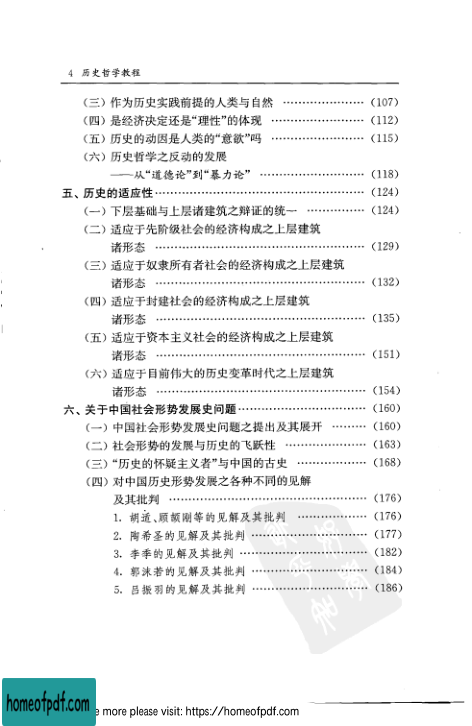 4 历史哲学教程
(三) 作为历史实践前提的人类与自然 ………………… (107)
(四) 是经济决定还是“理性”的体现 ………………… (112)
(五) 历史的动因是人类的“意欲”吗 ………………… (115)
(六) 历史哲学之反动的发展
——从“道德论”到“暴力论” ………………… (118)
五、历史的适应性 ………………… (124)
(一) 下层基础与上层诸建筑之辩证的统一 ………………… (124)
(二) 适应于先阶级社会的经济构成之上层建筑
诸形态 ………………… (129)
(三) 适应于奴隶所有者社会的经济构成之上层建筑
诸形态 ………………… (132)
(四) 适应于封建社会的经济构成之上层建筑
诸形态 ………………… (135)
(五) 适应于资本主义社会的经济构成之上层建筑
诸形态 ………………… (151)
(六) 适应于目前伟大的历史变革时代之上层建筑
诸形态 ………………… (154)
六、关于中国社会形势发展史问题 ………………… (160)
(一) 中国社会形势发展史问题之提出及其展开 ………………… (160)
(二) 社会形势的发展与历史的飞跃性 ………………… (163)
(三) “历史的怀疑主义者”与中国的古史 ………………… (168)
(四) 对中国历史形势发展之各种不同的见解
及其批判 ………………… (176)
1. 胡适、顾颉刚等的见解及其批判 ………………… (176)
2. 陶希圣的见解及其批判 ………………… (177)
3. 李季的见解及其批判 ………………… (182)
4. 郭沫若的见解及其批判 ………………… (184)
5. 吕振羽的见解及其批判 ………………… (186)
homeofpdf.com
e more please visit: https://homeofpdf.com